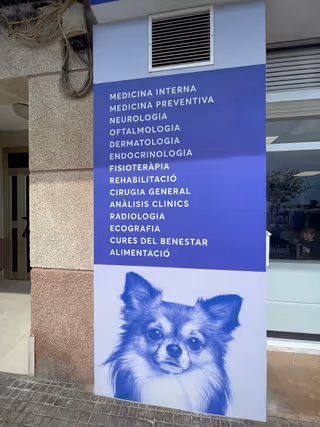 MEDICINA INTERNA
MEDICINA PREVENTIVA
NEUROLOGIA
OFTALMOLOGIA
DERMATOLOGIA
ENDOCRINOLOGIA
FISIOTERÀPIA
REHABILITACIÓ
CIRUGIA GENERAL
ANÀLISIS CLINICS
RADIOLOGIA
ECOGRAFIA
CURES DEL BENESTAR
ALIMENTACIÓ